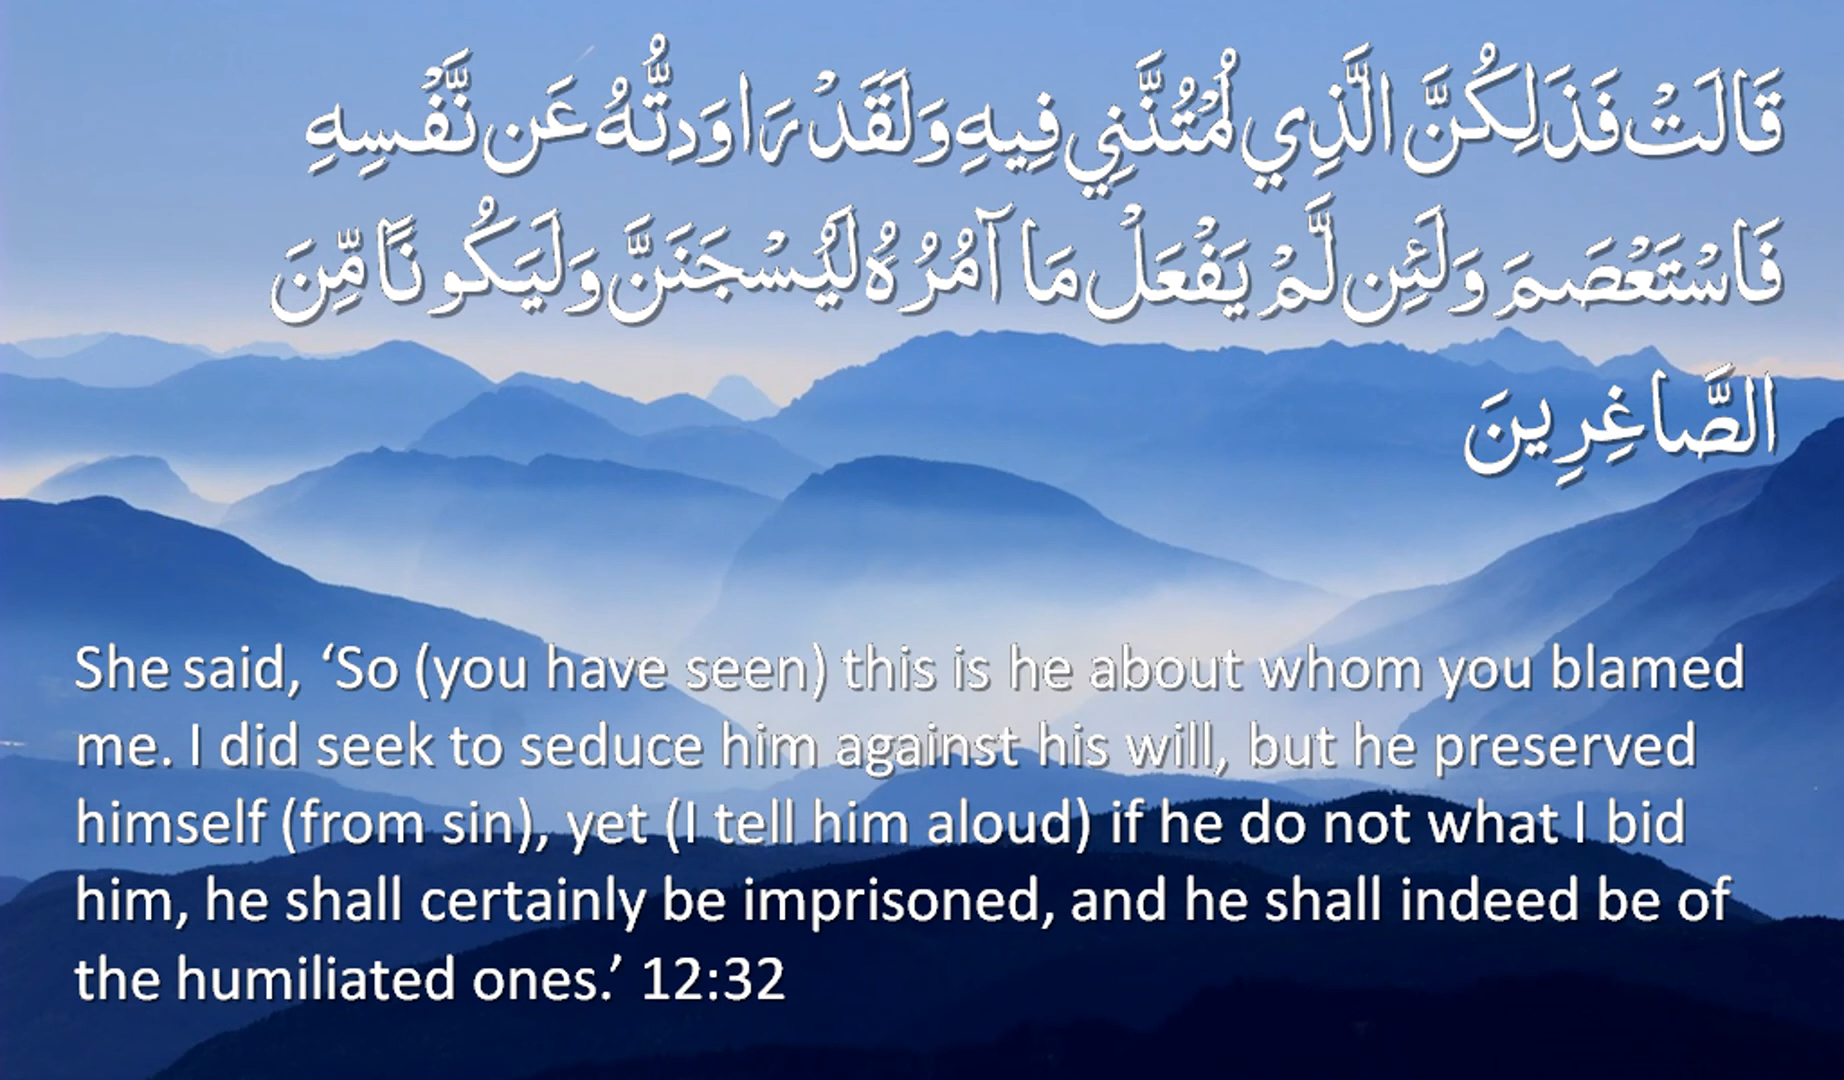 قَالَتْ فَذَلِكُنَّ الَّذِي لُمْتُنَّنِي فِيهِ وَلَقَدْ رَاوَدتُّهُ عَن نَّفْسِهِ
فَاسْتَعْصَمَ وَلَئِن لَّمْ يَفْعَلْ مَا آمُرُهُ لَيُسْجَنَنَّ وَلَيَكُونًا مِّنَ
الصَّاغِرِينَ
She said, ‘So (you have seen) this is he about whom you blamed
me. I did seek to seduce him against his will, but he preserved
himself (from sin), yet (I tell him aloud) if he do not what I bid
him, he shall certainly be imprisoned, and he shall indeed be of
the humiliated ones.’ 12:32